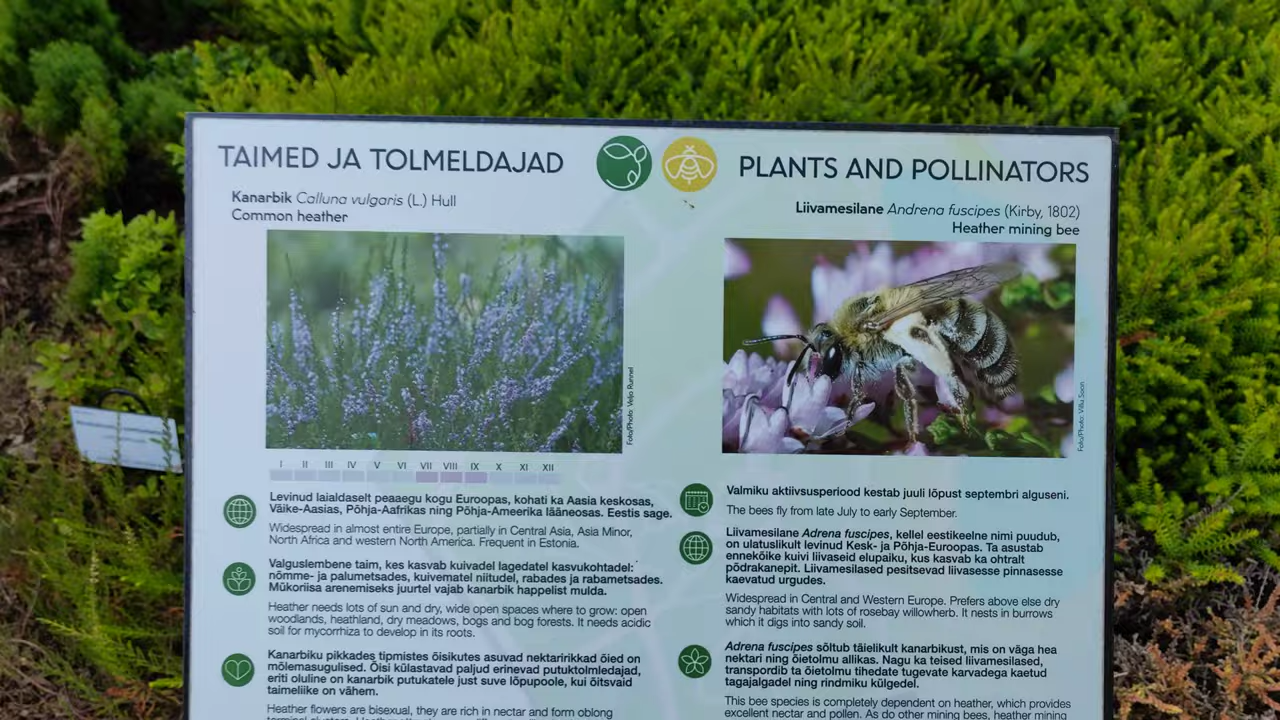 TAIMED JA TOLMELDAJAD
PLANTS AND POLLINATORS
Kanarbik Calluna vulgaris (L.) Hull
Common heather
Foto/Photo: Veljo Runnel
I II III IV V VI VII VIII IX X XI XII
Levinud laialdaselt peaaegu kogu Euroopas, kohati ka Aasia keskosas,
Väike-Aasias, Põhja-Aafrikas ning Põhja-Ameerika lääneosas. Eestis sage.
Widespread in almost entire Europe, partially in Central Asia, Asia Minor,
North Africa and western North America. Frequent in Estonia.
Valguslembene taim, kes kasvab kuivadel lagedatel kasvukohtadel:
nõmme- ja palumetsades, kuivematel niitudel, rabades ja rabametsades.
Mükoriisa arenemiseks juurtel vajab kanarbik happelist mulda.
Heather needs lots of sun and dry, wide open spaces where to grow: open
woodlands, heathland, dry meadows, bogs and bog forests. It needs acidic
soil for mycorrhiza to develop in its roots.
Kanarbiku pikkades tipmistes õisikutes asuvad nektaririkkad õied on
mõlemasugulised. Õisi külastavad paljud erinevad putuktolmeldajad,
eriti oluline on kanarbik putukatele just suve lõpupoole, kui õitsvaid
taimeliike on vähem.
Heather flowers are bisexual, they are rich in nectar and form oblong
terminal clusters.
Liivamesilane Andrena fuscipes (Kirby, 1802)
Heather mining bee
Foto/Photo: Villu Soon
Valmiku aktiivsusperiood kestab juuli lõpust septembri alguseni.
The bees fly from late July to early September.
Liivamesilane Adrena fuscipes, kellel eestikeelne nimi puudub,
on ulatuslikult levinud Kesk- ja Põhja-Euroopas. Ta asustab
ennekõike kuivi liivaseid elupaiku, kus kasvab ka ohtralt
põdrakanepit. Liivamesilased pesitsevad liivasesse pinnasesse
kaevatud urgudes.
Widespread in Central and Western Europe. Prefers above else dry
sandy habitats with lots of rosebay willowherb. It nests in burrows
which it digs into sandy soil.
Adrena fuscipes sõltub täielikult kanarbikust, mis on väga hea
nektari ning õietolmu allikas. Nagu ka teised liivamesilased,
transpordib ta õietolmu tihedate tugevate karvadega kaetud
tagajalgadel ning rindmiku külgedel.
This bee species is completely dependent on heather, which provides
excellent nectar and pollen. As do other mining bees, heather mining